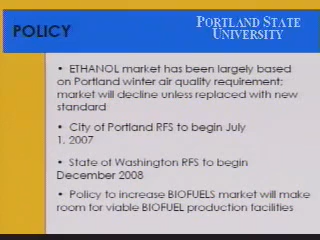 POLICY
PORTLAND STATE
UNIVERSITY
• ETHANOL market has been largely based
on Portland winter air quality requirement;
market will decline unless replaced with new
standard
• City of Portland RFS to begin July
1, 2007
• State of Washington RFS to begin
December 2008
• Policy to increase BIOFUELS market will make
room for viable BIOFUEL production facilities